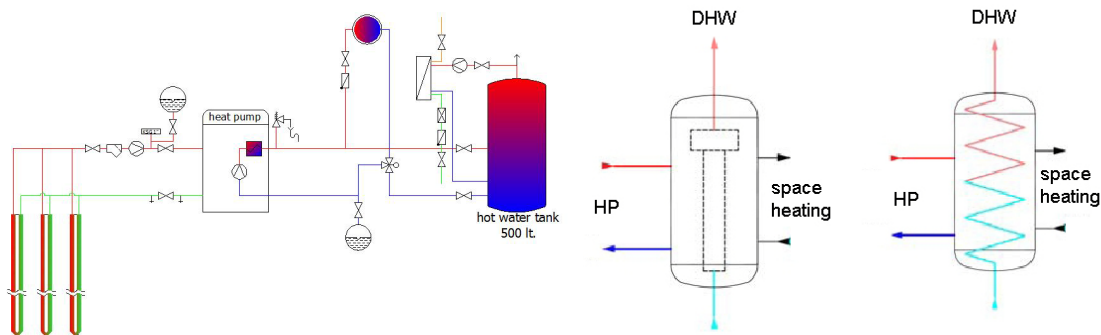 heat pump
hot water tank
500 lt.
DHW
HP
space
heating
DHW
HP
space
heating